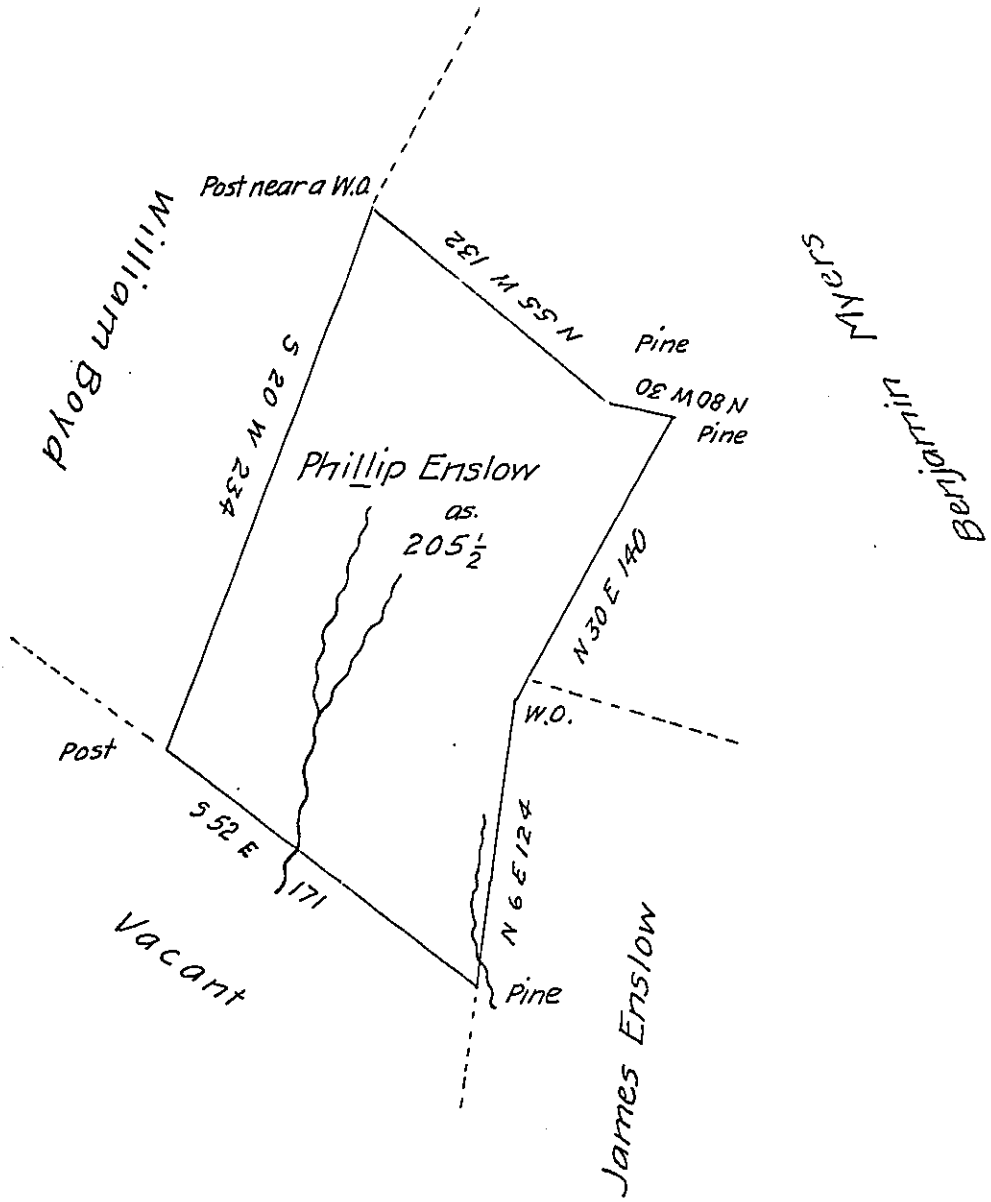 Post near a W.O.
William Boyd
N 55 W 132
Pine
N 80 W 30
Pine
Benjamin Myers
S 20 W 234
Phillip Enslow
as.
205 1/2
N 30 E 140
W.O.
Post
S 52 E 171
N 6 E 124
Vacant
Pine
James Enslow